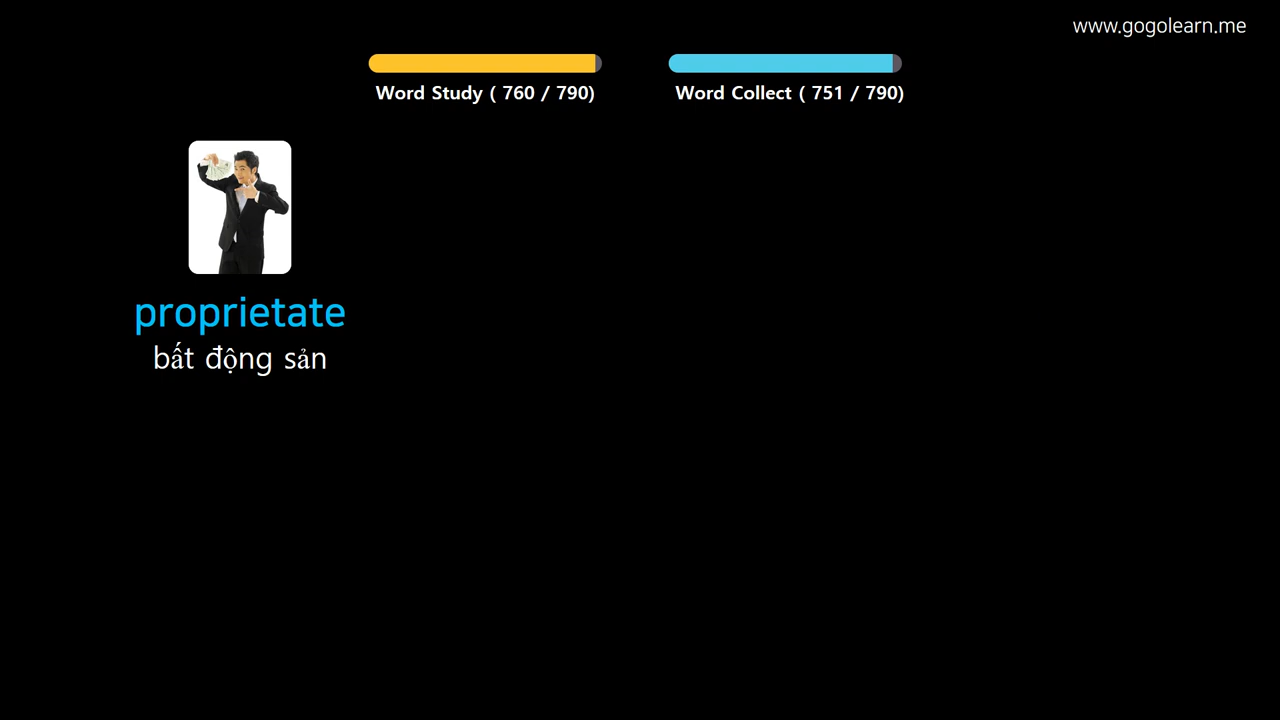 www.gogolearn.me
Word Study ( 760 / 790)
Word Collect ( 751 / 790)
proprietate
bất động sản